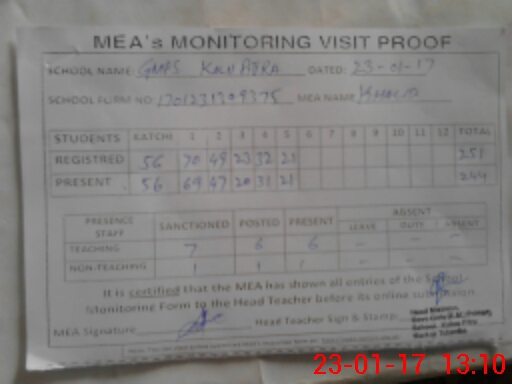 MEA's MONITORING VISIT PROOF
SCHOOL NAME: GMPS DATED: 23-01-17
SCHOOL FORM NO MEA NAME Khalid
STUDENTS KATCHI 1 2 3 4 5 6 7 8 9 10 11 12 TOTAL
REGISTRED 56 70 49 23 32 21 251
PRESENT 56 69 47 20 31 21 244
PRESENCE STAFF SANCTIONED POSTED PRESENT ABSENT
LEAVE DUTY ABSENT
TEACHING 7 6 6 - - -
NON-TEACHING 1 1 1 - - -
It is certified that the MEA has shown all entries of the School
Monitoring Form to the Head Teacher before its online submission.
MEA Signature Head Teacher Sign & Stamp
23-01-17 13:10